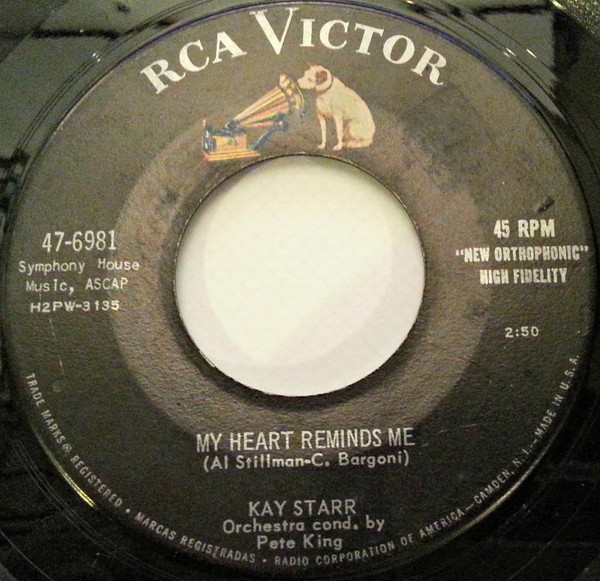 RCA VICTOR
47-6981
Symphony House
Music, ASCAP
H2PW-3135
45 RPM
"NEW ORTHOPHONIC"
HIGH FIDELITY
2:50
MY HEART REMINDS ME
(Al Stillman-C. Bargoni)
KAY STARR
Orchestra cond. by
Pete King
TRADE MARKS ® REGISTERED • MARCAS REGISTRADAS • RADIO CORPORATION OF AMERICA—CAMDEN, N. J.—MADE IN U.S.A.